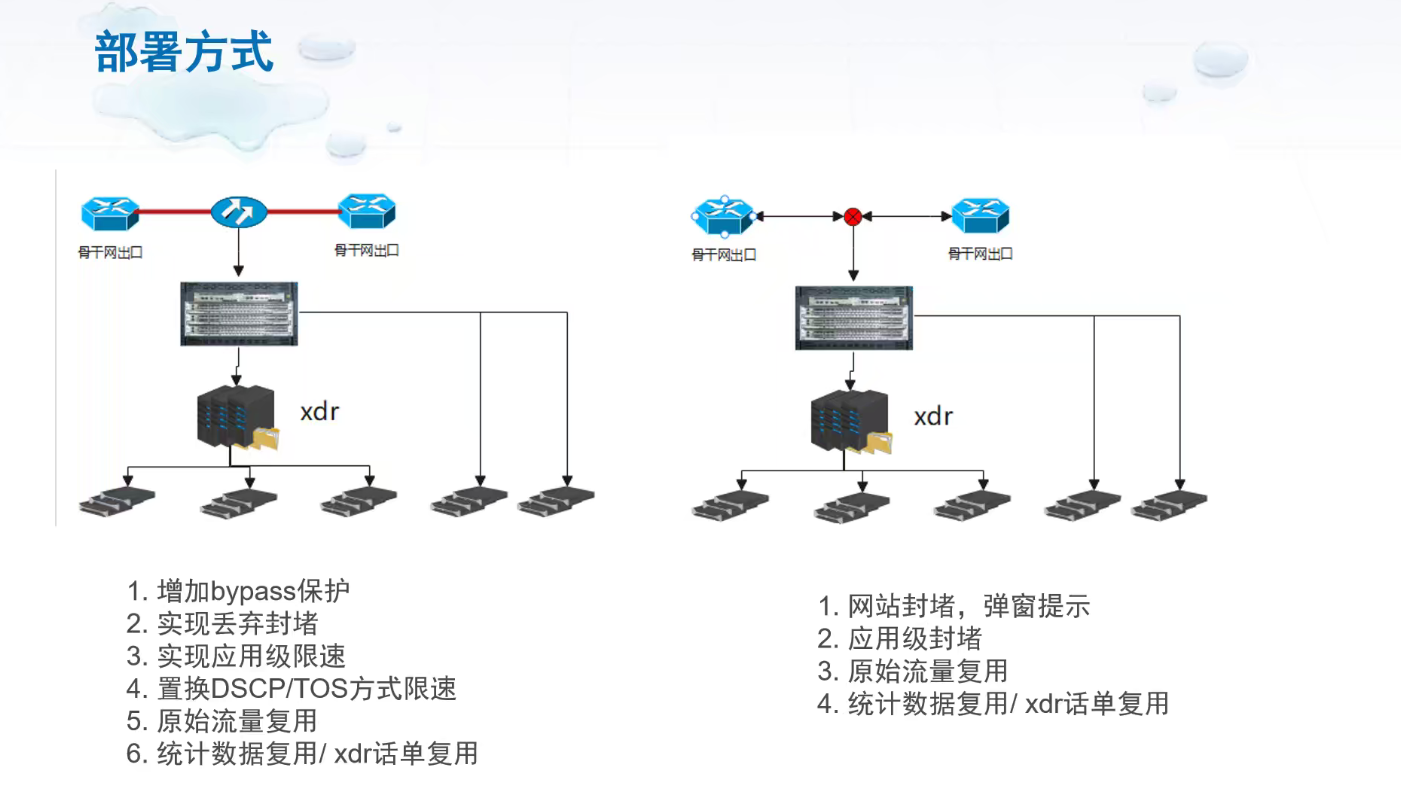 部署方式
骨干网出口
骨干网出口
xdr
1. 增加bypass保护
2. 实现丢弃封堵
3. 实现应用级限速
4. 置换DSCP/TOS方式限速
5. 原始流量复用
6. 统计数据复用/ xdr话单复用
骨干网出口
骨干网出口
xdr
1. 网站封堵，弹窗提示
2. 应用级封堵
3. 原始流量复用
4. 统计数据复用/ xdr话单复用